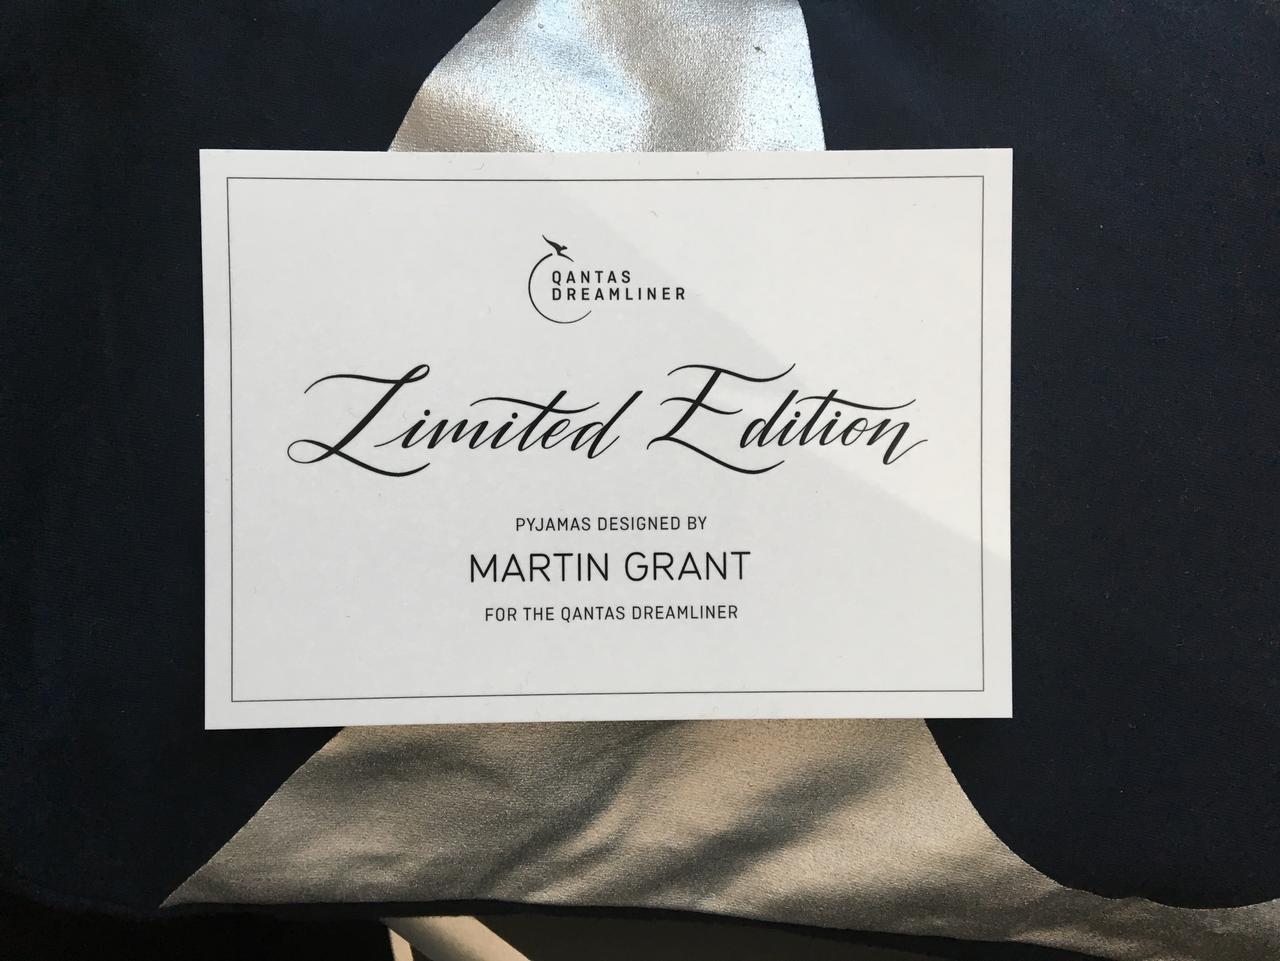 QANTAS
DREAMLINER
Limited Edition
PYJAMAS DESIGNED BY
MARTIN GRANT
FOR THE QANTAS DREAMLINER